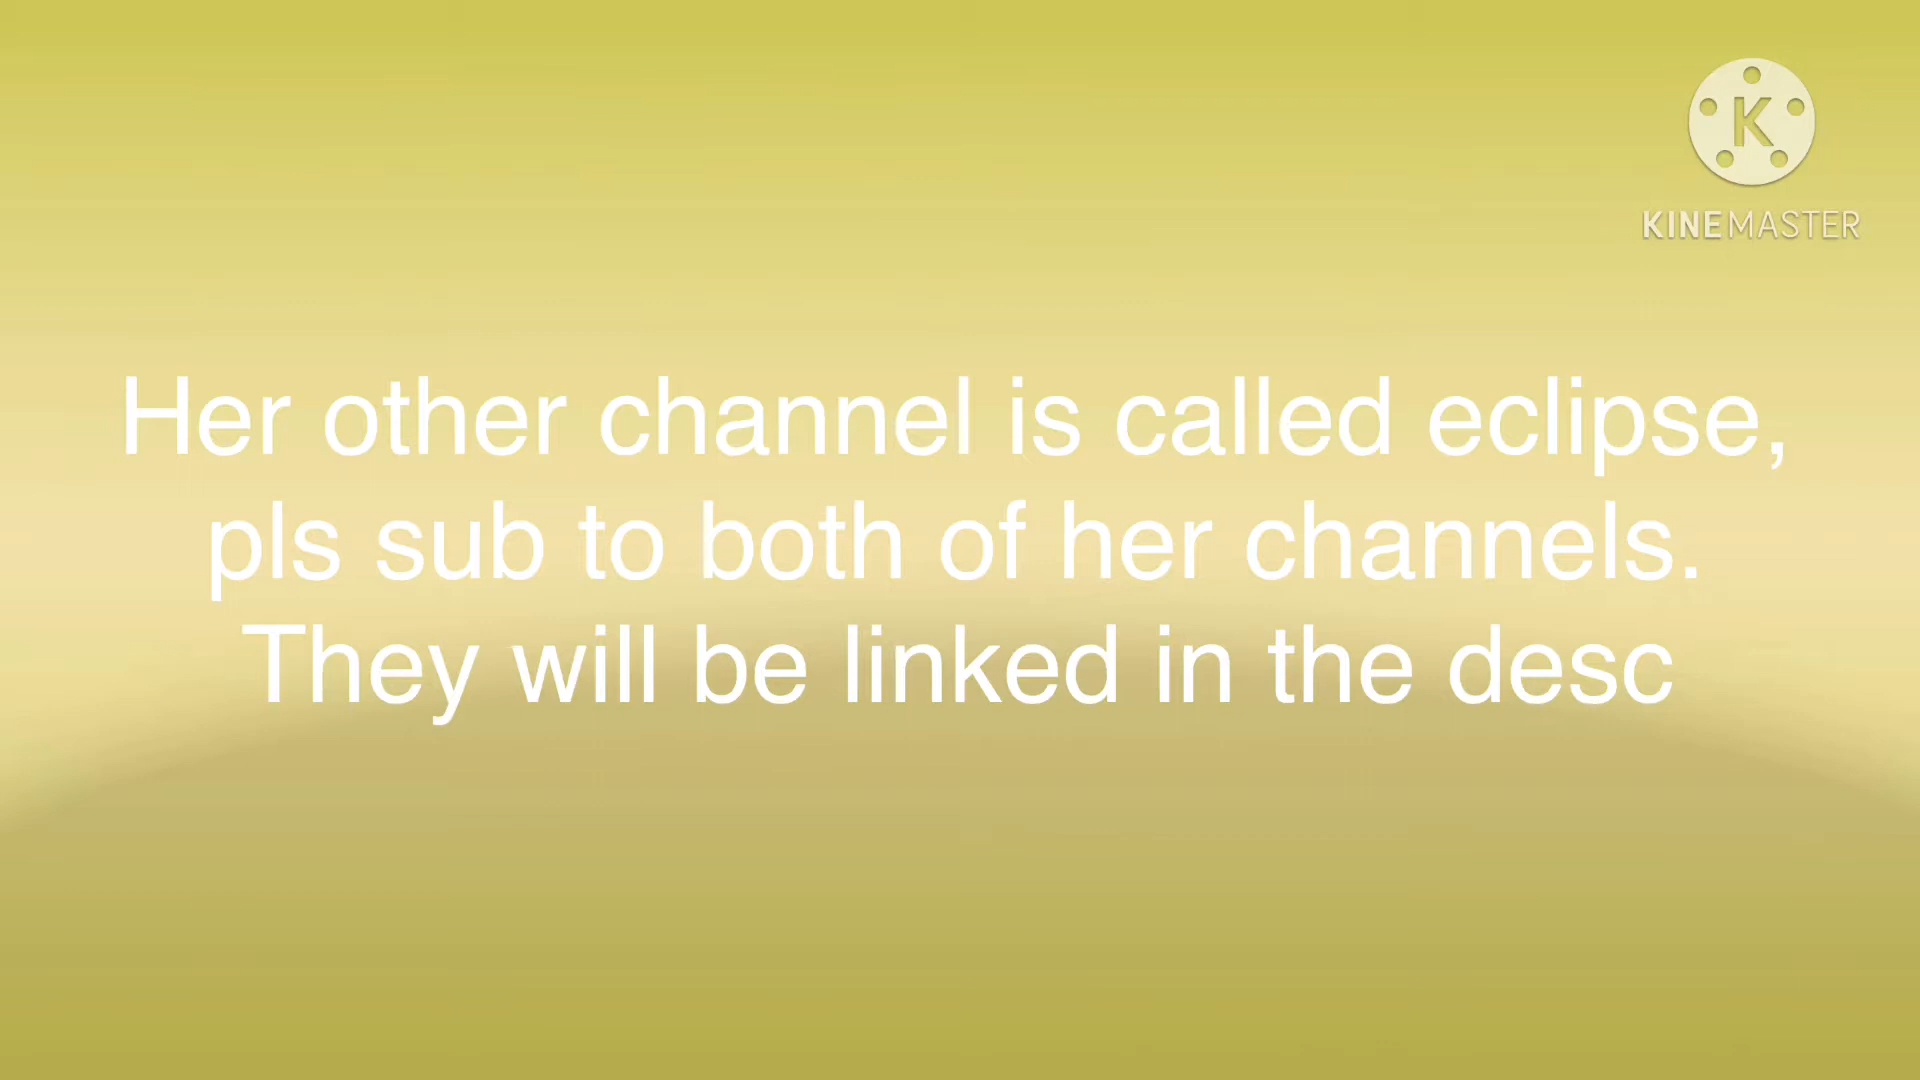 K
KINEMASTER
Her other channel is called eclipse,
pls sub to both of her channels.
They will be linked in the desc